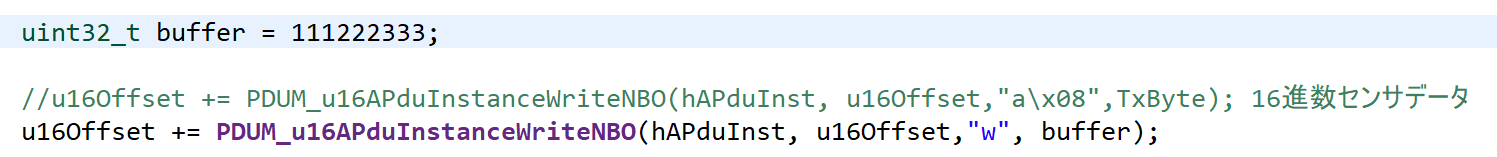 uint32_t buffer = 111222333;
//u16Offset += PDUM_u16APduInstanceWriteNBO(hAPduInst, u16Offset,"a\x08",TxByte); 16進数センサデータ
u16Offset += PDUM_u16APduInstanceWriteNBO(hAPduInst, u16Offset,"w", buffer);